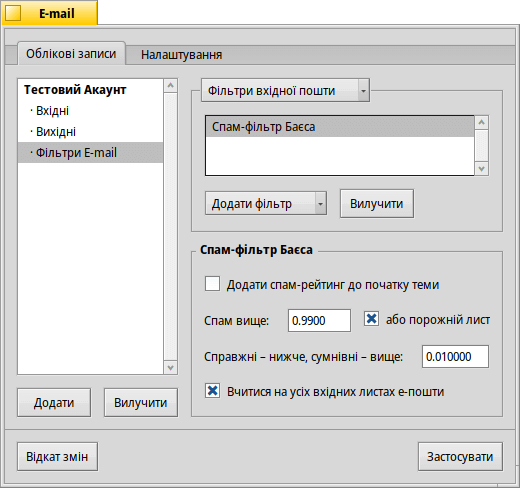 E-mail
Облікові записи
Налаштування
Тестовий Акаунт
· Вхідні
· Вихідні
· Фільтри E-mail
Додати
Вилучити
Фільтри вхідної пошти
Спам-фільтр Баєса
Додати фільтр
Вилучити
Спам-фільтр Баєса
Додати спам-рейтинг до початку теми
Спам вище: 0.9900 або порожній лист
Справжні – нижче, сумнівні – вище: 0.010000
Вчитися на усіх вхідних листах е-пошти
Відкат змін
Застосувати